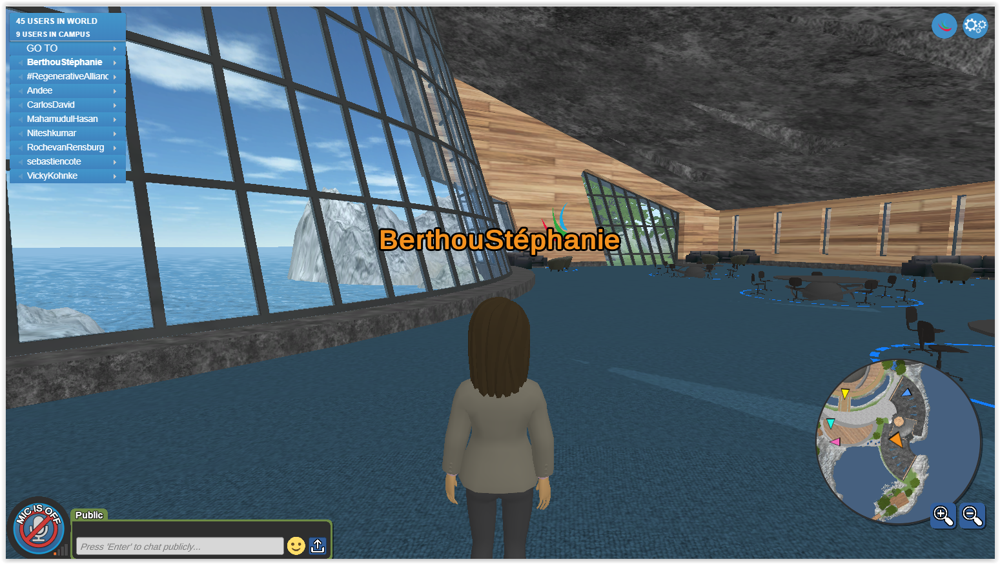 45 USERS IN WORLD
9 USERS IN CAMPUS
GO TO
BerthouStéphanie
#RegenerativeAllianc
Andee
CarlosDavid
MahamudulHasan
Niteshkumar
RochevanRensburg
sebastiencote
VickyKohnke
BerthouStéphanie
MIC IS OFF
Public
Press 'Enter' to chat publicly...